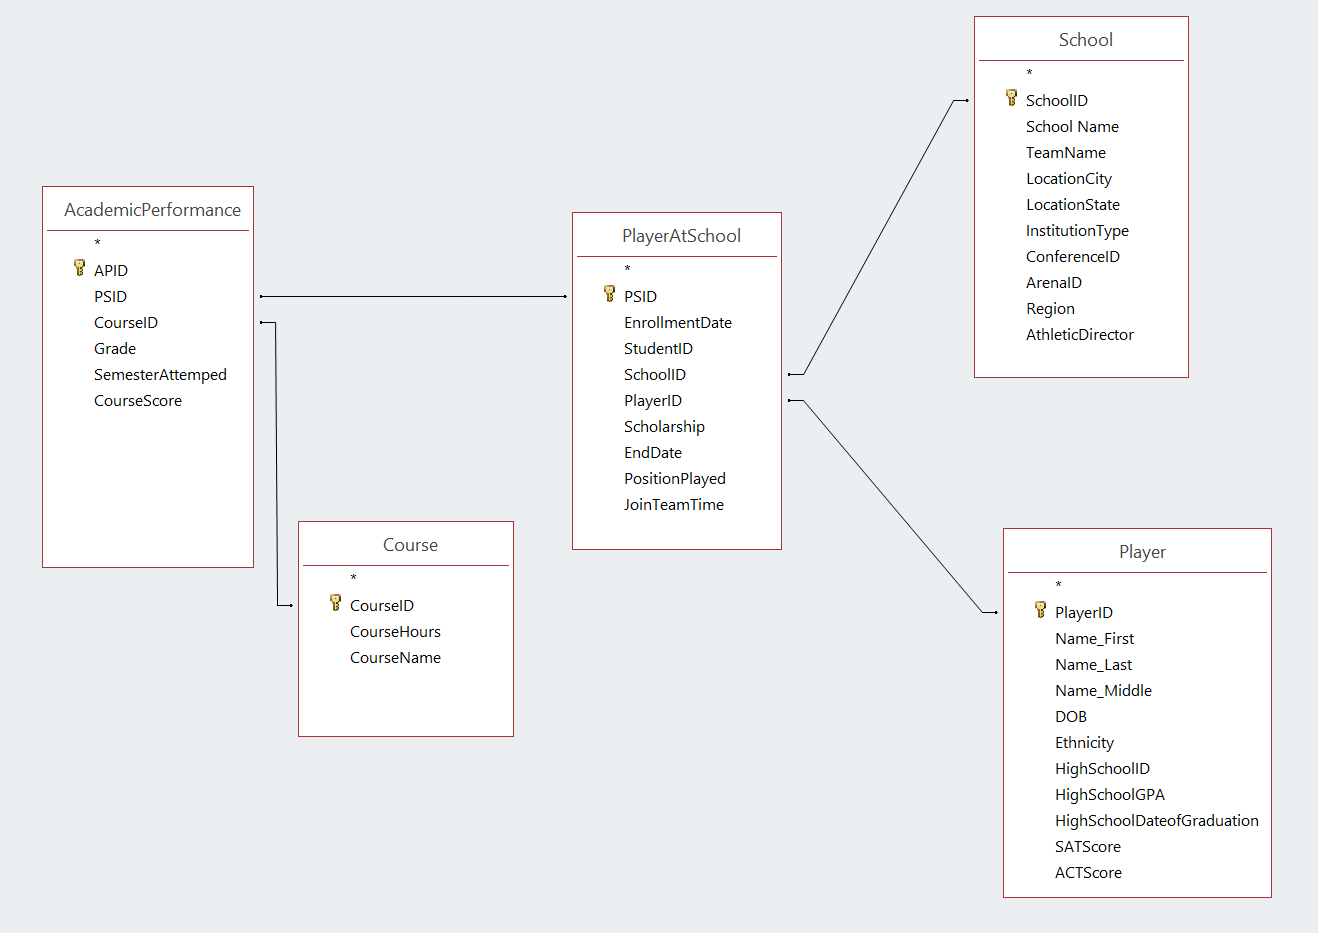 School
*
SchoolID
School Name
TeamName
LocationCity
LocationState
InstitutionType
ConferenceID
ArenaID
Region
AthleticDirector
AcademicPerformance
*
APID
PSID
CourseID
Grade
SemesterAttemped
CourseScore
PlayerAtSchool
*
PSID
EnrollmentDate
StudentID
SchoolID
PlayerID
Scholarship
EndDate
PositionPlayed
JoinTeamTime
Course
*
CourseID
CourseHours
CourseName
Player
*
PlayerID
Name_First
Name_Last
Name_Middle
DOB
Ethnicity
HighSchoolID
HighSchoolGPA
HighSchoolDateofGraduation
SATScore
ACTScore